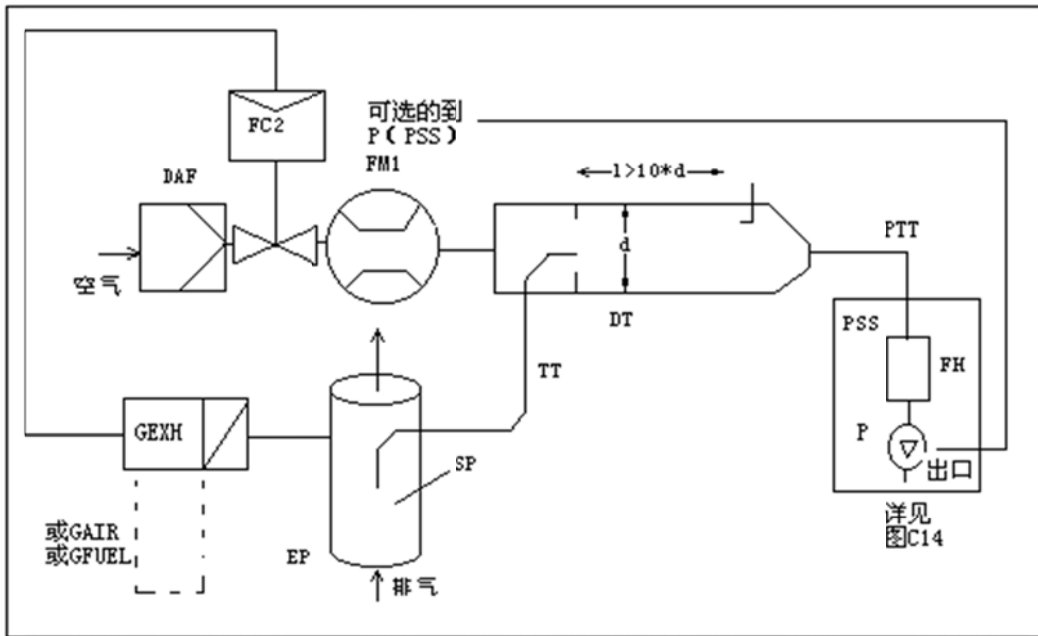 FC2
可选的到
P（PSS）
FM1
l>10*d
DAF
空气
d
DT
PTT
PSS
FH
P
出口
详见
图C14
TT
GEXH
SP
或GAIR
或GFUEL
EP
排气